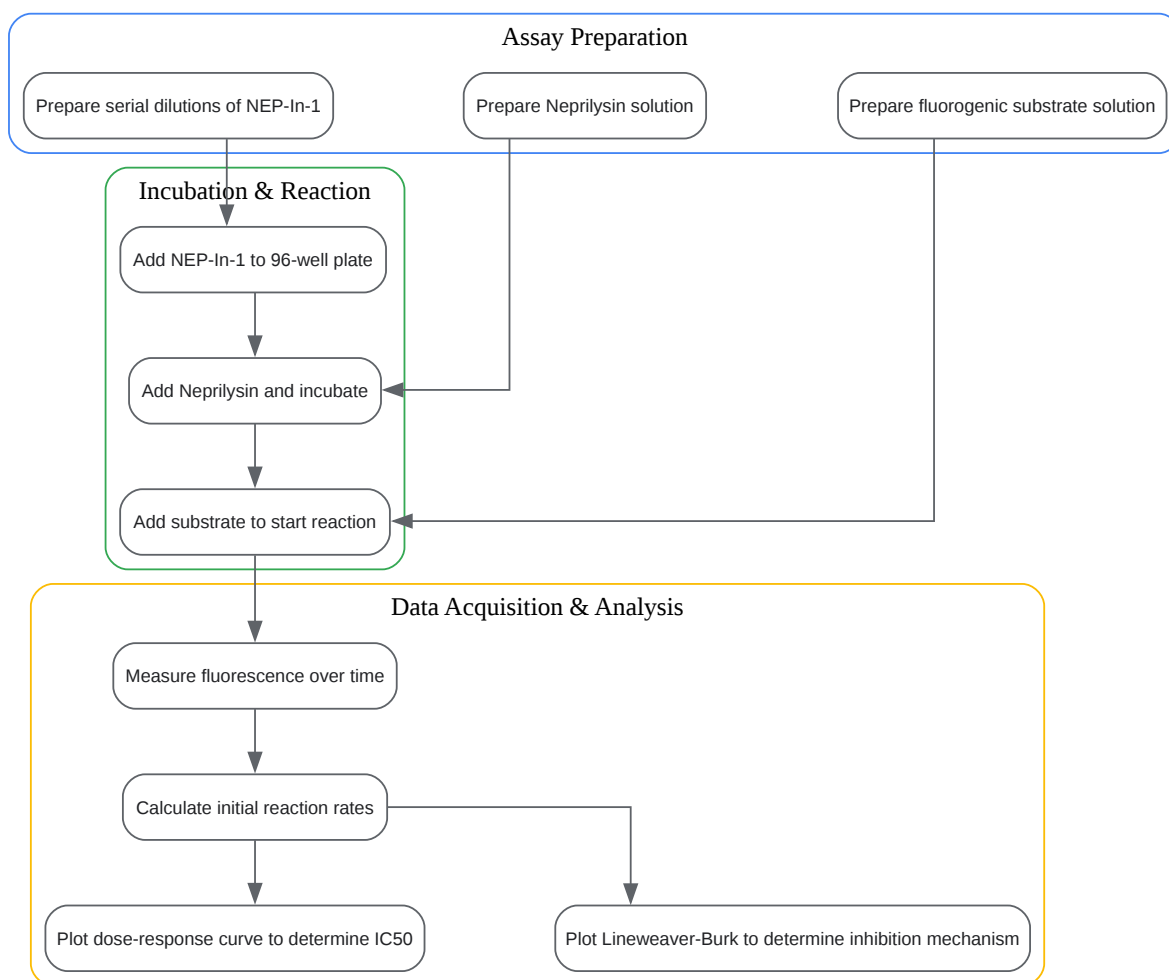 Assay Preparation
Prepare serial dilutions of NEP-In-1
Prepare Neprilysin solution
Prepare fluorogenic substrate solution
Incubation & Reaction
Add NEP-In-1 to 96-well plate
Add Neprilysin and incubate
Add substrate to start reaction
Data Acquisition & Analysis
Measure fluorescence over time
Calculate initial reaction rates
Plot dose-response curve to determine IC50
Plot Lineweaver-Burk to determine inhibition mechanism